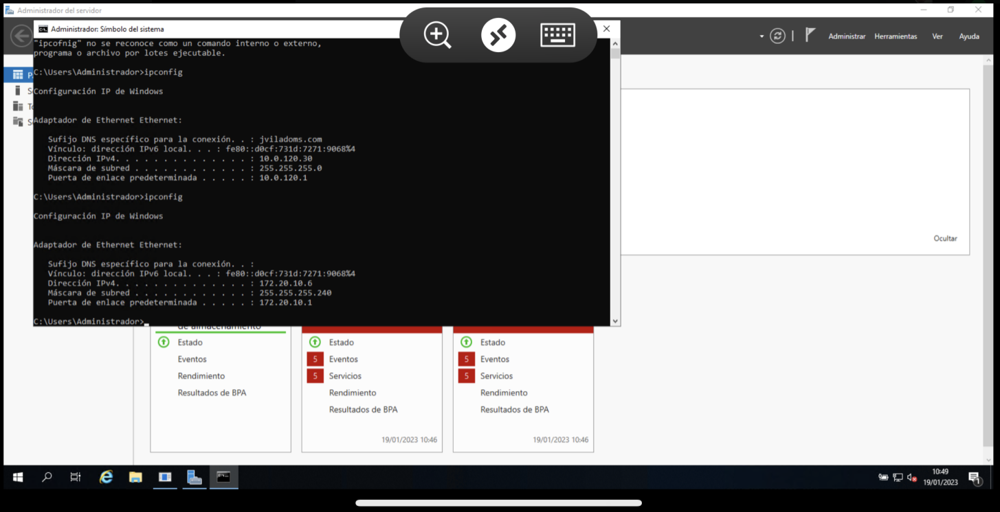 Administrador del servidor
Administrador: Símbolo del sistema
Administrar Herramientas Ver Ayuda
"ipcofnig" no se reconoce como un comando interno o externo,
programa o archivo por lotes ejecutable.
C:\Users\Administrador>ipconfig
Configuración IP de Windows
Adaptador de Ethernet Ethernet:
Sufijo DNS específico para la conexión. . : jviladoms.com
Vínculo: dirección IPv6 local. . . : fe80::d0cf:731d:7271:9068%4
Dirección IPv4. . . . . . . . . . . . . . : 10.0.120.30
Máscara de subred . . . . . . . . . . . . : 255.255.255.0
Puerta de enlace predeterminada . . . . . : 10.0.120.1
C:\Users\Administrador>ipconfig
Configuración IP de Windows
Adaptador de Ethernet Ethernet:
Sufijo DNS específico para la conexión. . :
Vínculo: dirección IPv6 local. . . : fe80::d0cf:731d:7271:9068%4
Dirección IPv4. . . . . . . . . . . . . . : 172.20.10.6
Máscara de subred . . . . . . . . . . . . : 255.255.255.240
Puerta de enlace predeterminada . . . . . : 172.20.10.1
C:\Users\Administrador>
Ocultar
de almacenamiento
Estado
Eventos
Rendimiento
Resultados de BPA
Estado
5 Eventos
5 Servicios
Rendimiento
Resultados de BPA
19/01/2023 10:46
Estado
5 Eventos
5 Servicios
Rendimiento
Resultados de BPA
19/01/2023 10:46
10:49
19/01/2023
1